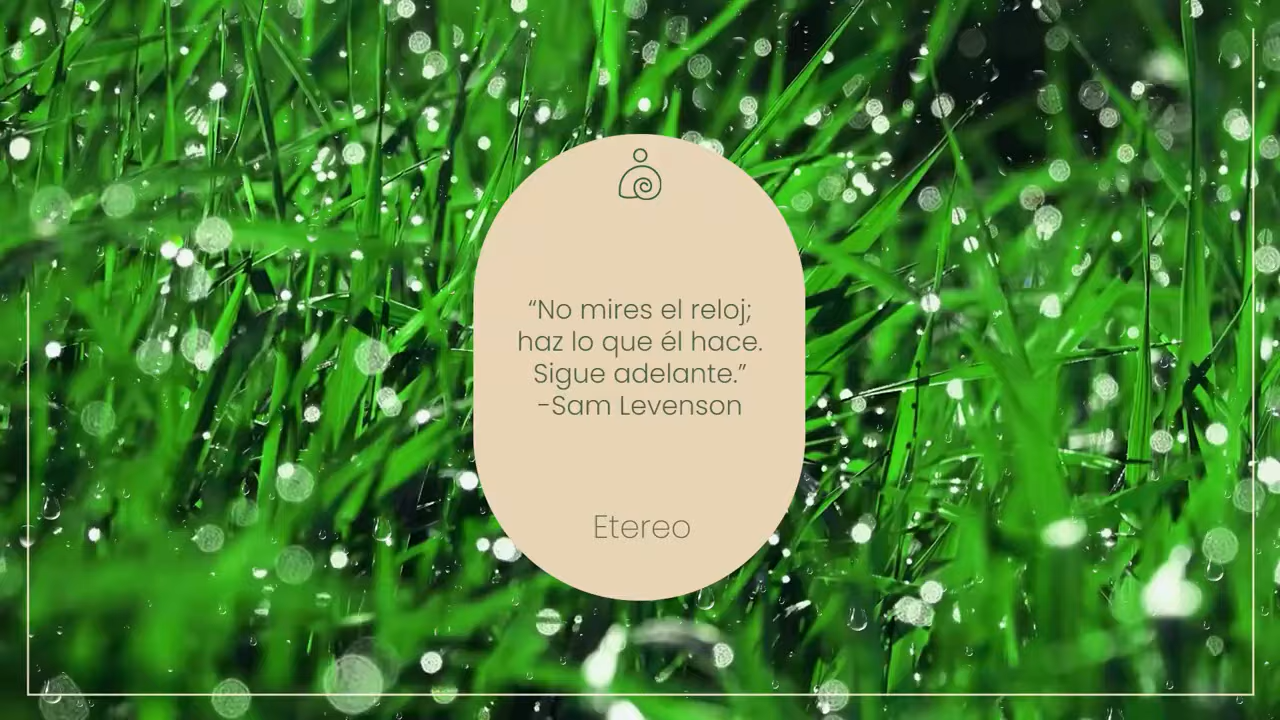 “No mires el reloj;
haz lo que él hace.
Sigue adelante.”
-Sam Levenson
Etereo